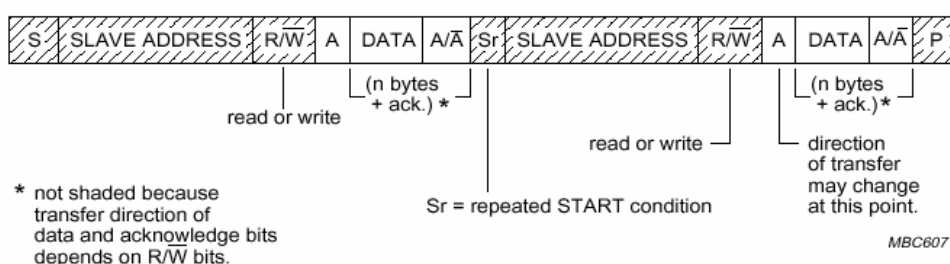 S SLAVE ADDRESS R/W̅ A DATA A/A̅ Sr SLAVE ADDRESS R/W̅ A DATA A/A̅ P
(n bytes
+ ack.) *
read or write
(n bytes
+ ack.) *
read or write
direction
of transfer
may change
at this point.
Sr = repeated START condition
* not shaded because
transfer direction of
data and acknowledge bits
depends on R/W̅ bits.
MBC607